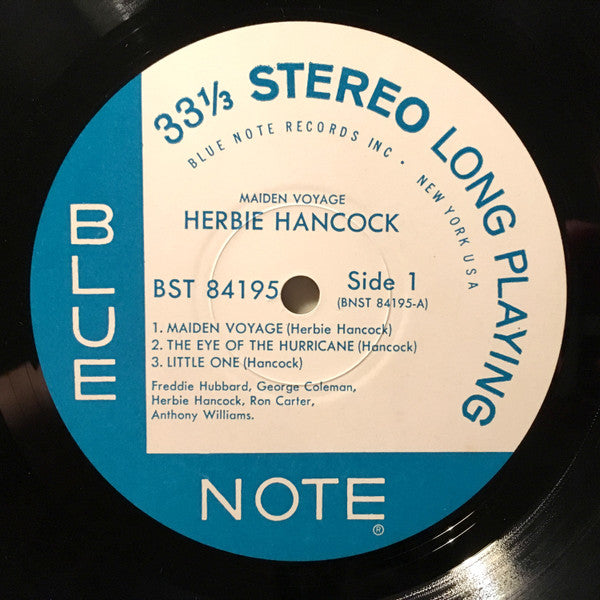 33⅓ STEREO LONG PLAYING
BLUE NOTE RECORDS INC • NEW YORK USA
MAIDEN VOYAGE
HERBIE HANCOCK
BST 84195
Side 1
(BNST 84195-A)
1. MAIDEN VOYAGE (Herbie Hancock)
2. THE EYE OF THE HURRICANE (Hancock)
3. LITTLE ONE (Hancock)
Freddie Hubbard, George Coleman,
Herbie Hancock, Ron Carter,
Anthony Williams.
BLUE
NOTE®